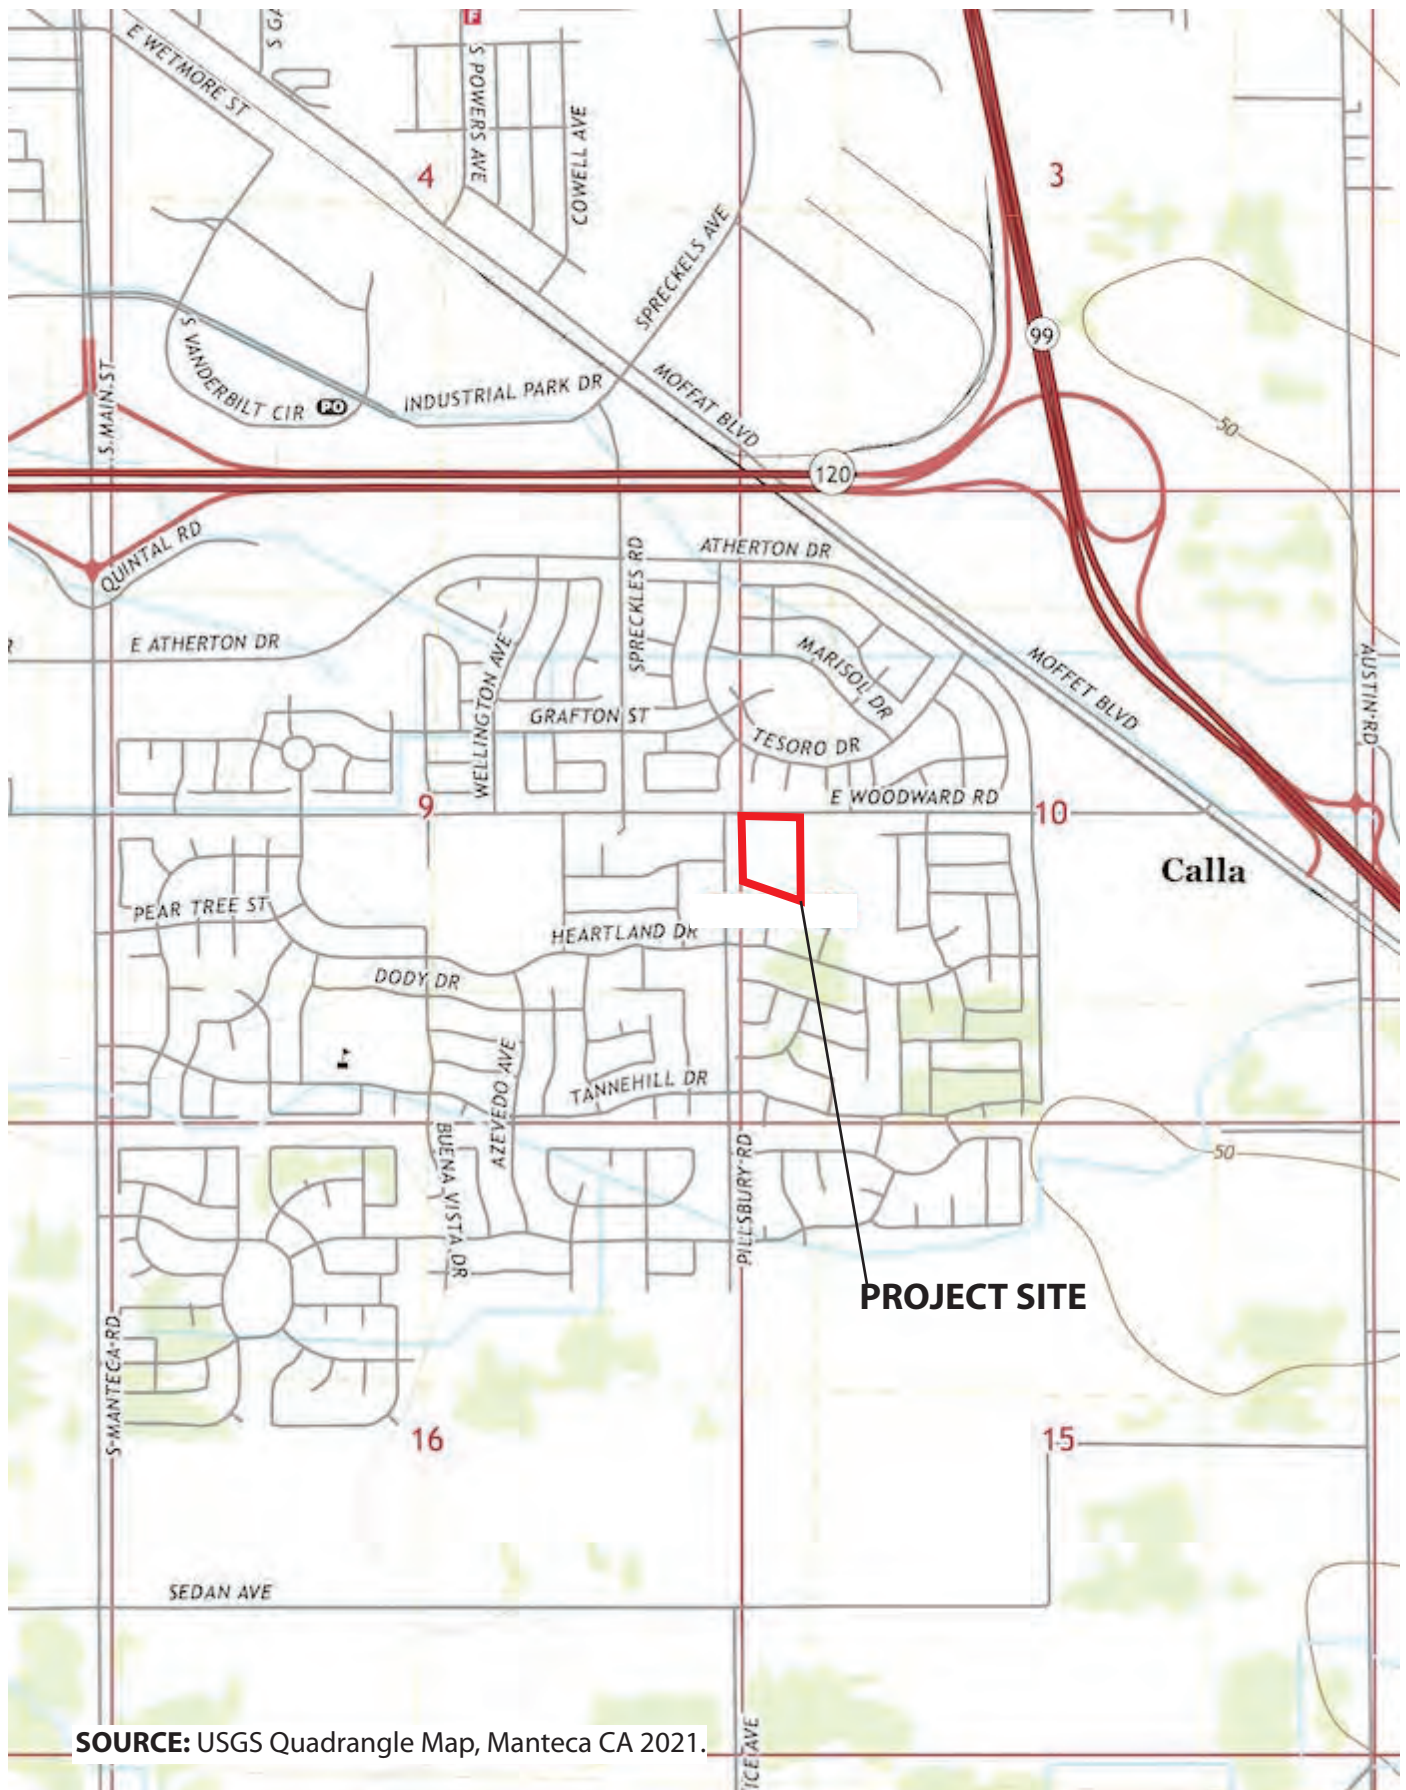 F
S GA
E WETMORE ST
S POWERS AVE
COWELL AVE
4
3
SPRECKELS AVE
S VANDERBILT CIR
PO
99
S. MAIN ST
INDUSTRIAL PARK DR
MOFFAT BLVD
50
120
QUINTAL RD
ATHERTON DR
SPRECKLES RD
E ATHERTON DR
WELLINGTON AVE
MARISOL DR
MOFFET BLVD
AUSTIN RD
GRAFTON ST
TESORO DR
E WOODWARD RD
9
10
Calla
PEAR TREE ST
HEARTLAND DR
DODY DR
AZEVEDO AVE
TANNEHILL DR
BUENA VISTA DR
PILLSBURY RD
50
PROJECT SITE
S MANTECA RD
16
15
SEDAN AVE
SOURCE: USGS Quadrangle Map, Manteca CA 2021.
ICE AVE